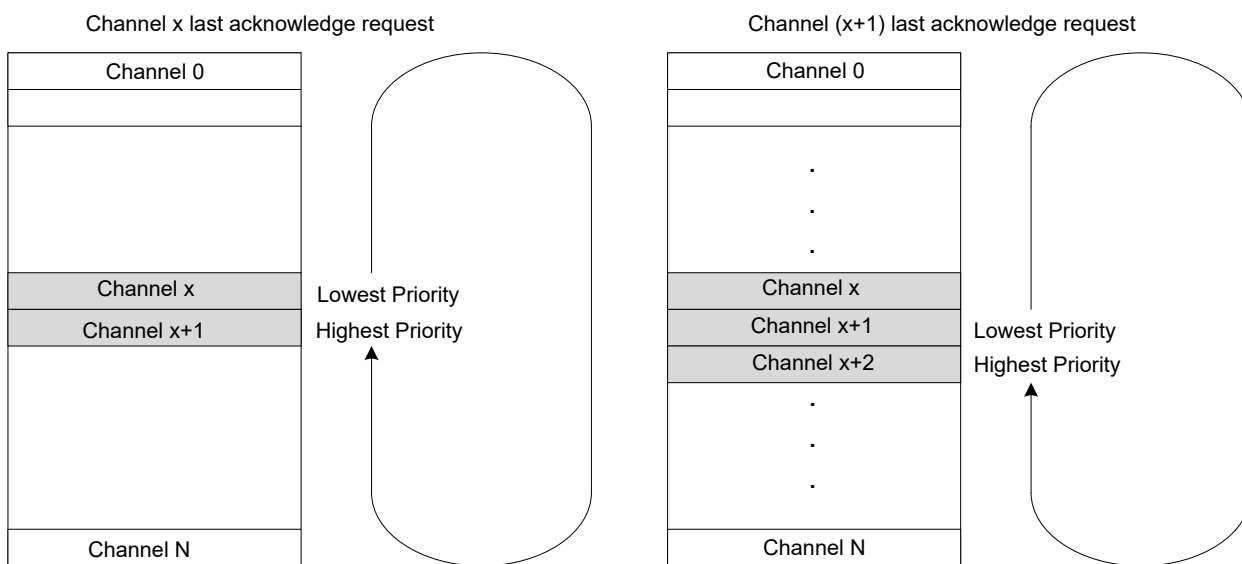 Channel x last acknowledge request
Channel 0
Channel x
Lowest Priority
Channel x+1
Highest Priority
Channel N
Channel (x+1) last acknowledge request
Channel 0
.
.
.
Channel x
Channel x+1
Lowest Priority
Channel x+2
Highest Priority
.
.
.
Channel N